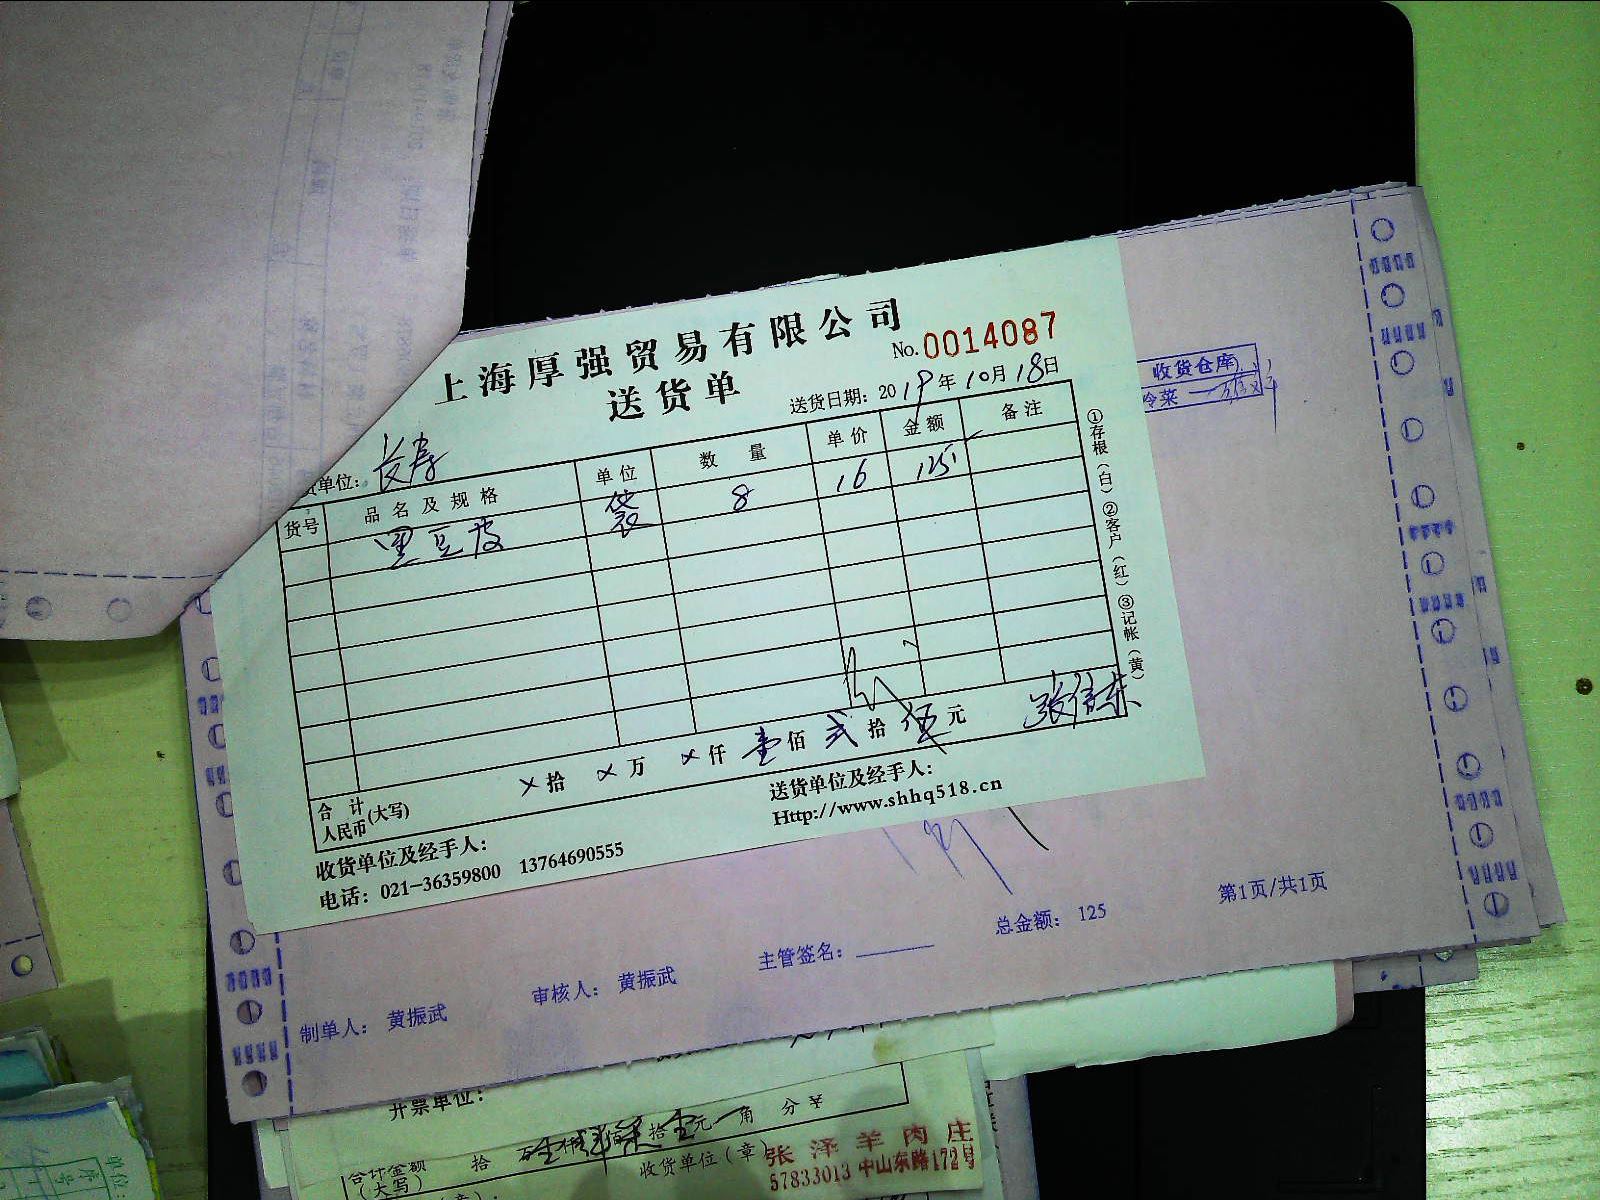 上海厚强贸易有限公司
送货单
No.0014087
送货日期：2019年10月18日
货单位：长寿
货号 品名及规格 单位 数量 单价 金额 备注
黑豆皮 袋 8 16 125
①存根（白）②客户（红）③记帐（黄）
合计人民币(大写) ×拾 ×万 ×仟 壹佰 贰拾 伍元
收货单位及经手人：
送货单位及经手人：
Http://www.shhq518.cn
电话：021-36359800 13764690555
收货仓库
冷菜
制单人：黄振武 审核人：黄振武 主管签名： 总金额：125 第1页/共1页
开票单位：
合计金额(大写) 拾 元 角 分 ¥
收货单位（章）
张泽羊肉庄
57833013 中山东路172号